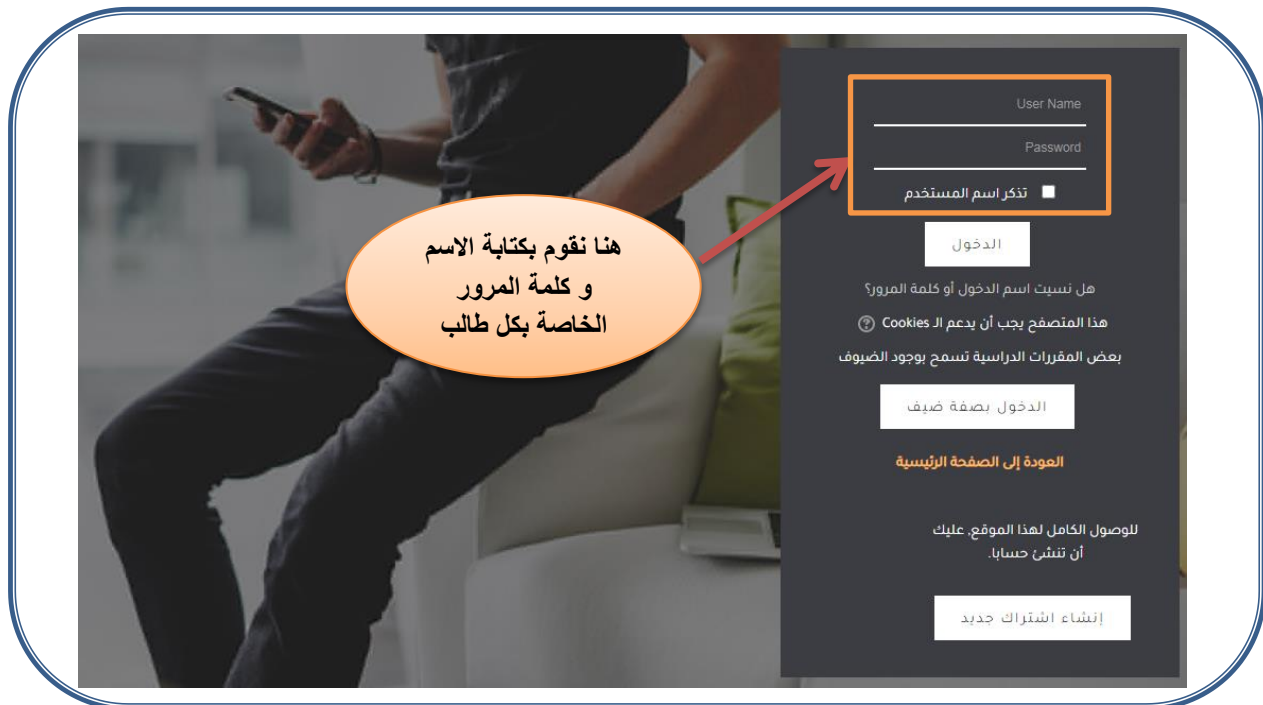 User Name
Password
تذكر اسم المستخدم
الدخول
هل نسيت اسم الدخول أو كلمة المرور؟
هذا المتصفح يجب أن يدعم الـ Cookies
بعض المقررات الدراسية تسمح بوجود الضيوف
الدخول بصفة ضيف
العودة إلى الصفحة الرئيسية
للوصول الكامل لهذا الموقع, عليك
أن تنشئ حسابا.
إنشاء اشتراك جديد
هنا نقوم بكتابة الاسم
و كلمة المرور
الخاصة بكل طالب